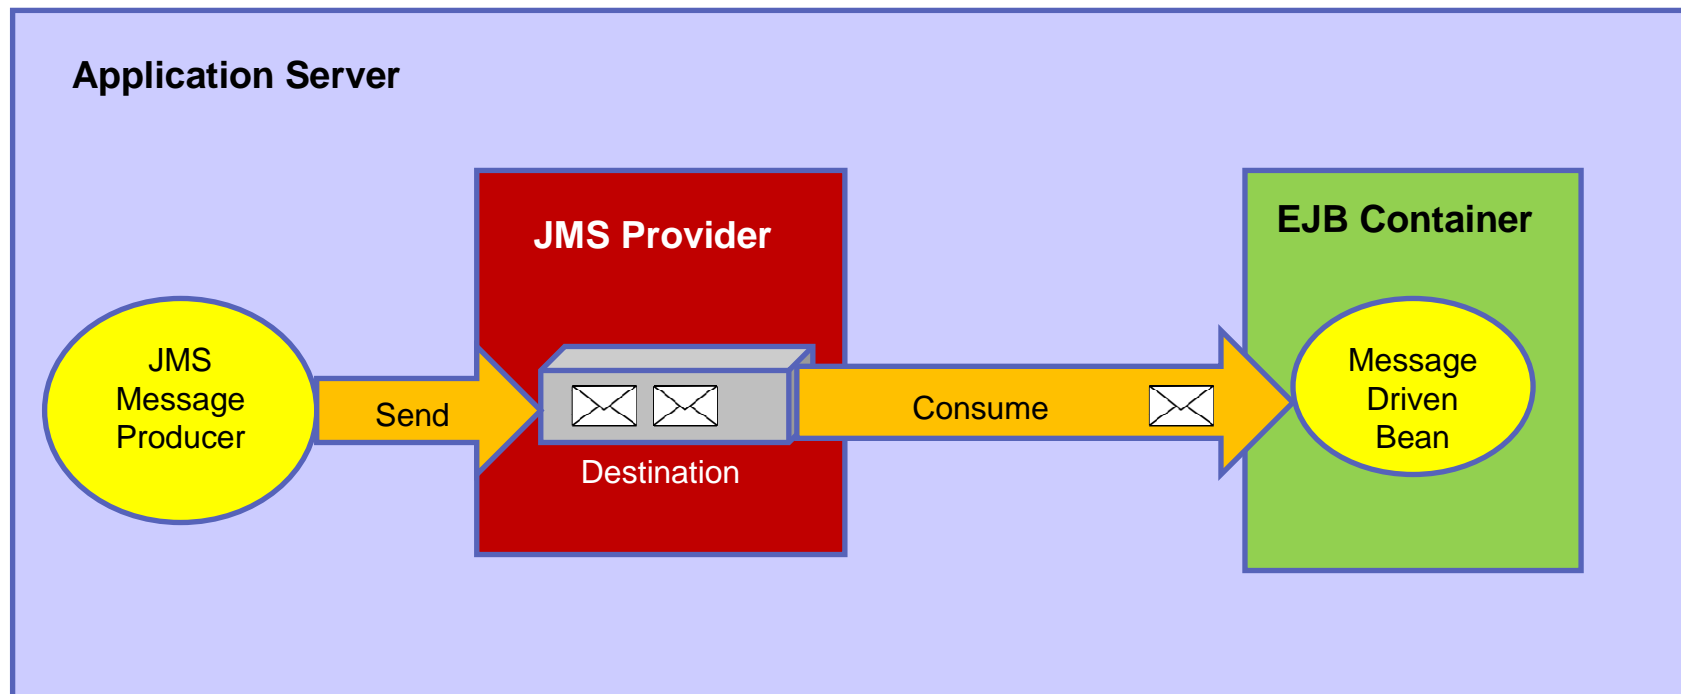 Application Server
JMS Provider
EJB Container
JMS
Message
Producer
Send
Destination
Consume
Message
Driven
Bean